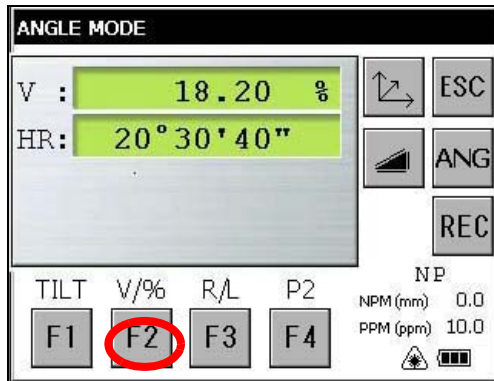 ANGLE MODE
V : 18.20 %
HR: 20°30'40"
ESC
ANG
REC
TILT V/% R/L P2
F1 F2 F3 F4
NP
NPM (mm) 0.0
PPM (ppm) 10.0